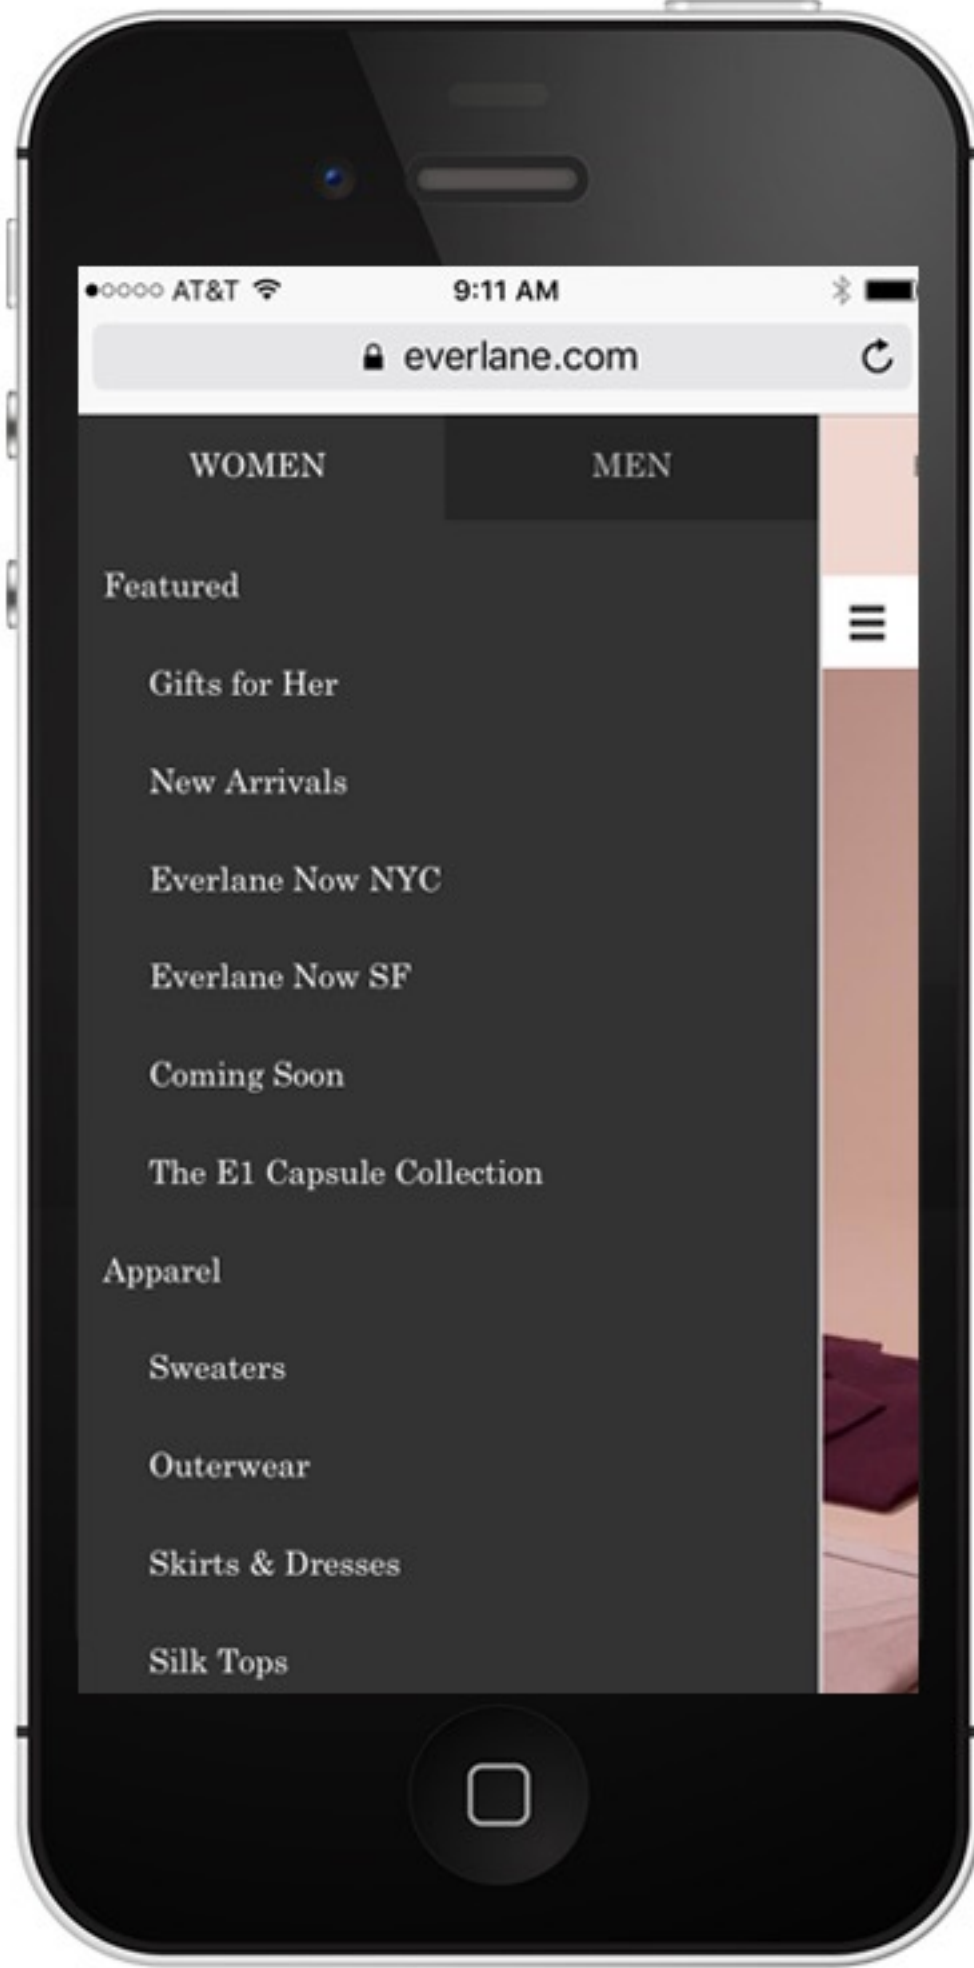 AT&T 9:11 AM
everlane.com
WOMEN MEN
Featured
Gifts for Her
New Arrivals
Everlane Now NYC
Everlane Now SF
Coming Soon
The E1 Capsule Collection
Apparel
Sweaters
Outerwear
Skirts & Dresses
Silk Tops